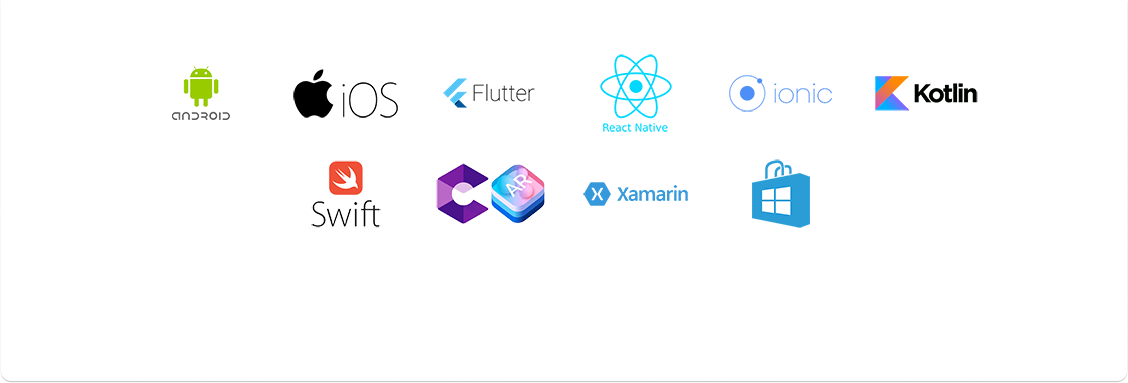 android
iOS
Flutter
React Native
ionic
Kotlin
Swift
AR
Xamarin